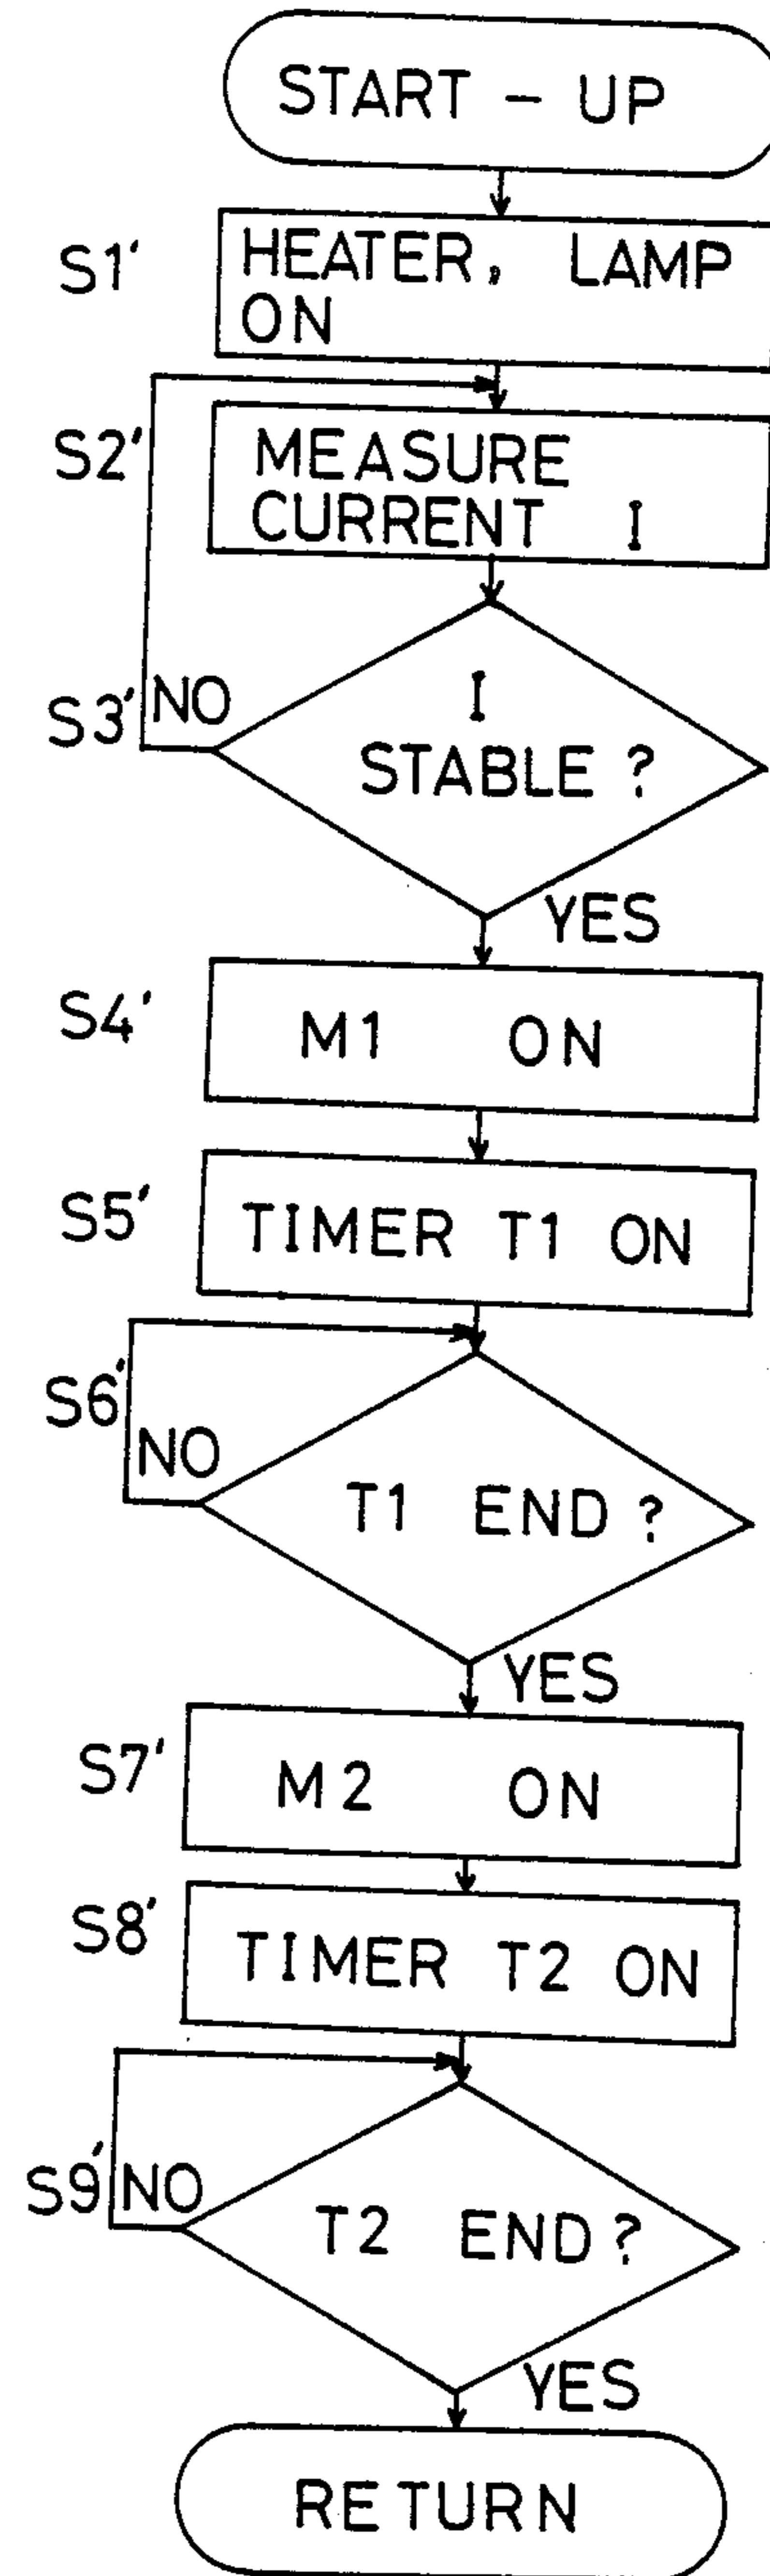 START - UP
S1'
HEATER, LAMP
ON
S2'
MEASURE
CURRENT I
S3'
NO
I
STABLE ?
YES
S4'
M1 ON
S5'
TIMER T1 ON
S6'
NO
T1 END ?
YES
S7'
M2 ON
S8'
TIMER T2 ON
S9'
NO
T2 END ?
YES
RETURN